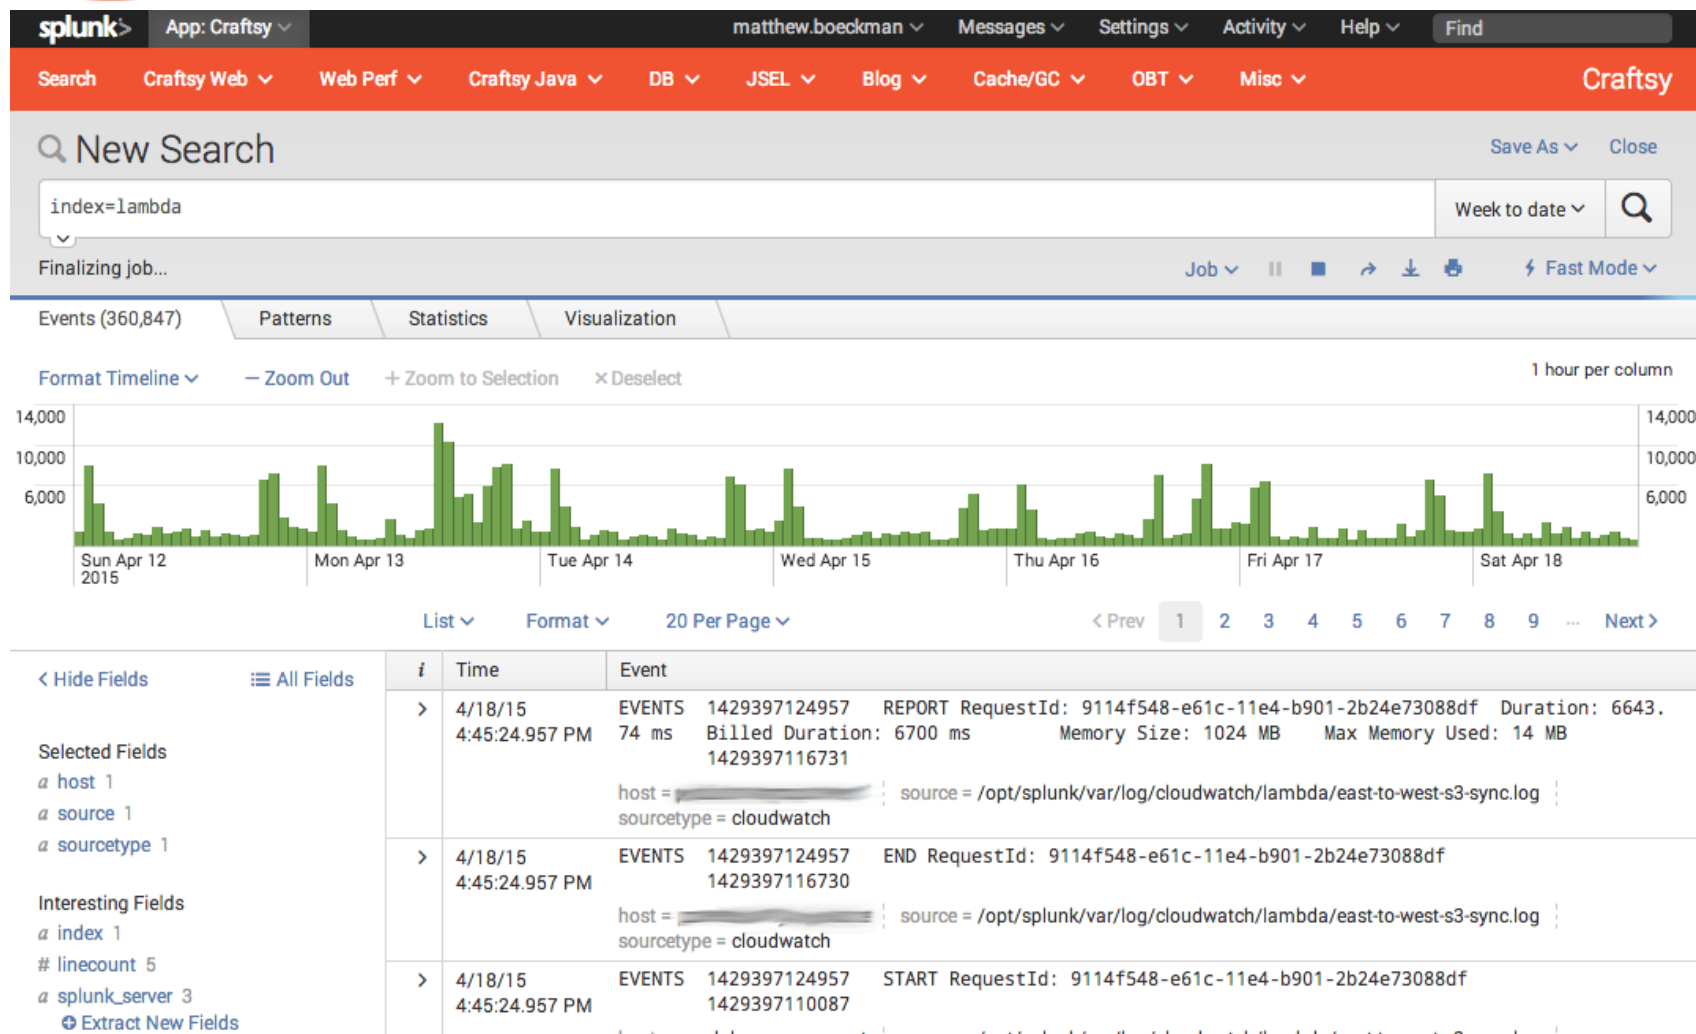 splunk> App: Craftsy matthew.boeckman Messages Settings Activity Help Find
Search Craftsy Web Web Perf Craftsy Java DB JSEL Blog Cache/GC OBT Misc Craftsy
New Search Save As Close
index=lambda Week to date
Finalizing job... Job Fast Mode
Events (360,847) Patterns Statistics Visualization
Format Timeline — Zoom Out + Zoom to Selection × Deselect 1 hour per column
14,000 14,000
10,000 10,000
6,000 6,000
Sun Apr 12 Mon Apr 13 Tue Apr 14 Wed Apr 15 Thu Apr 16 Fri Apr 17 Sat Apr 18
2015
List Format 20 Per Page < Prev 1 2 3 4 5 6 7 8 9 ... Next >
< Hide Fields All Fields i Time Event
Selected Fields
a host 1
a source 1
a sourcetype 1
Interesting Fields
a index 1
# linecount 5
a splunk_server 3
Extract New Fields
> 4/18/15 EVENTS 1429397124957 REPORT RequestId: 9114f548-e61c-11e4-b901-2b24e73088df Duration: 6643.
4:45:24.957 PM 74 ms Billed Duration: 6700 ms Memory Size: 1024 MB Max Memory Used: 14 MB
1429397116731
host = source = /opt/splunk/var/log/cloudwatch/lambda/east-to-west-s3-sync.log
sourcetype = cloudwatch
> 4/18/15 EVENTS 1429397124957 END RequestId: 9114f548-e61c-11e4-b901-2b24e73088df
4:45:24.957 PM 1429397116730
host = source = /opt/splunk/var/log/cloudwatch/lambda/east-to-west-s3-sync.log
sourcetype = cloudwatch
> 4/18/15 EVENTS 1429397124957 START RequestId: 9114f548-e61c-11e4-b901-2b24e73088df
4:45:24.957 PM 1429397110087